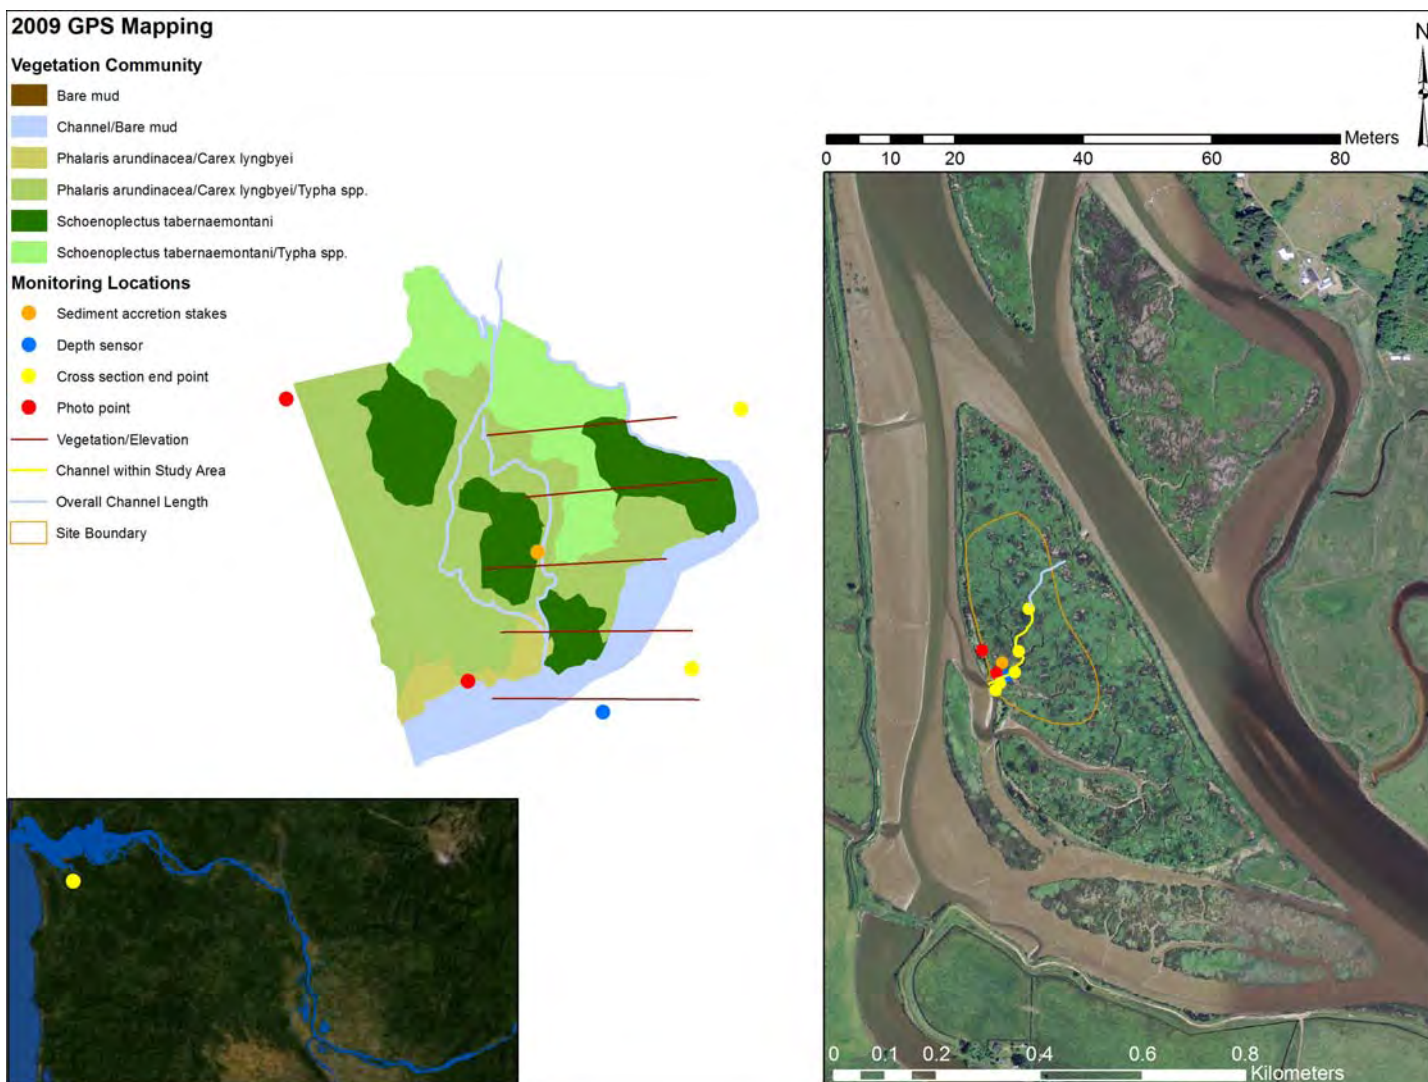 2009 GPS Mapping
Vegetation Community
Bare mud
Channel/Bare mud
Phalaris arundinacea/Carex lyngbyei
Phalaris arundinacea/Carex lyngbyei/Typha spp.
Schoenoplectus tabernaemontani
Schoenoplectus tabernaemontani/Typha spp.
Monitoring Locations
Sediment accretion stakes
Depth sensor
Cross section end point
Photo point
Vegetation/Elevation
Channel within Study Area
Overall Channel Length
Site Boundary
N
Meters
0 10 20 40 60 80
0 0.1 0.2 0.4 0.6 0.8
Kilometers